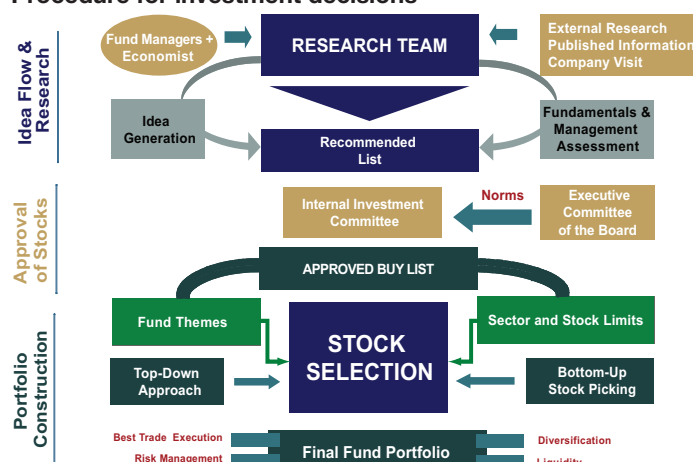 Procedure for investment decisions
Idea Flow &
Research
Fund Managers +
Economist
RESEARCH TEAM
External Research
Published Information
Company Visit
Idea
Generation
Fundamentals &
Management
Assessment
Recommended
List
Approval
of Stocks
Internal Investment
Committee
Norms
Executive
Committee
of the Board
APPROVED BUY LIST
Portfolio
Construction
Fund Themes
STOCK
SELECTION
Sector and Stock Limits
Top-Down
Approach
Bottom-Up
Stock Picking
Best Trade Execution
Risk Management
Final Fund Portfolio
Diversification
Liquidity